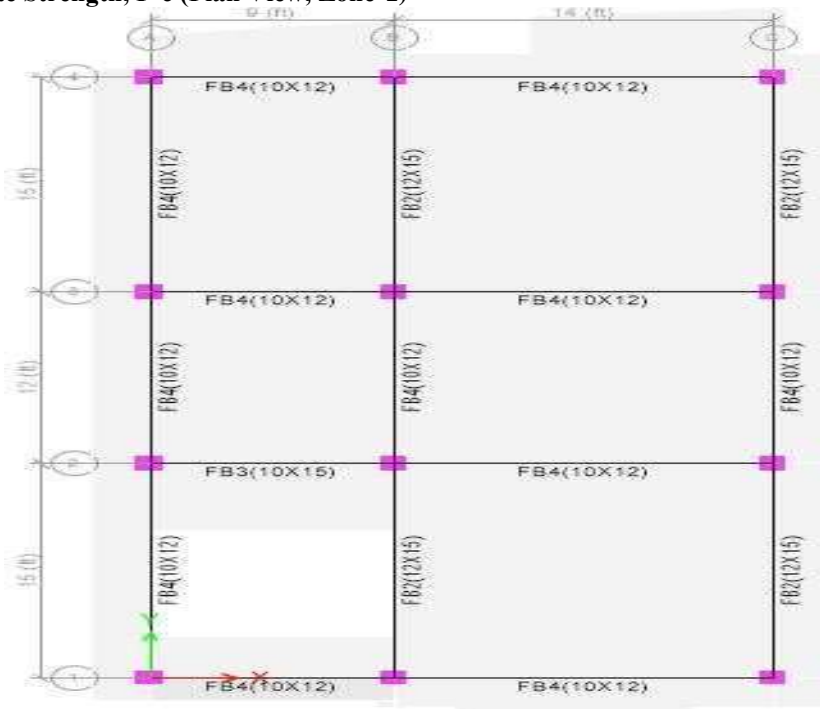 9 (ft) 14 (ft)
A B C
4 FB4(10X12) FB4(10X12)
15 (ft) FB4(10X12) FB2(12X15) FB2(12X15)
3 FB4(10X12) FB4(10X12)
12 (ft) FB4(10X12) FB4(10X12) FB4(10X12)
2 FB3(10X15) FB4(10X12)
15 (ft) FB4(10X12) FB2(12X15) FB2(12X15)
Y
1 X
FB4(10X12) FB4(10X12)